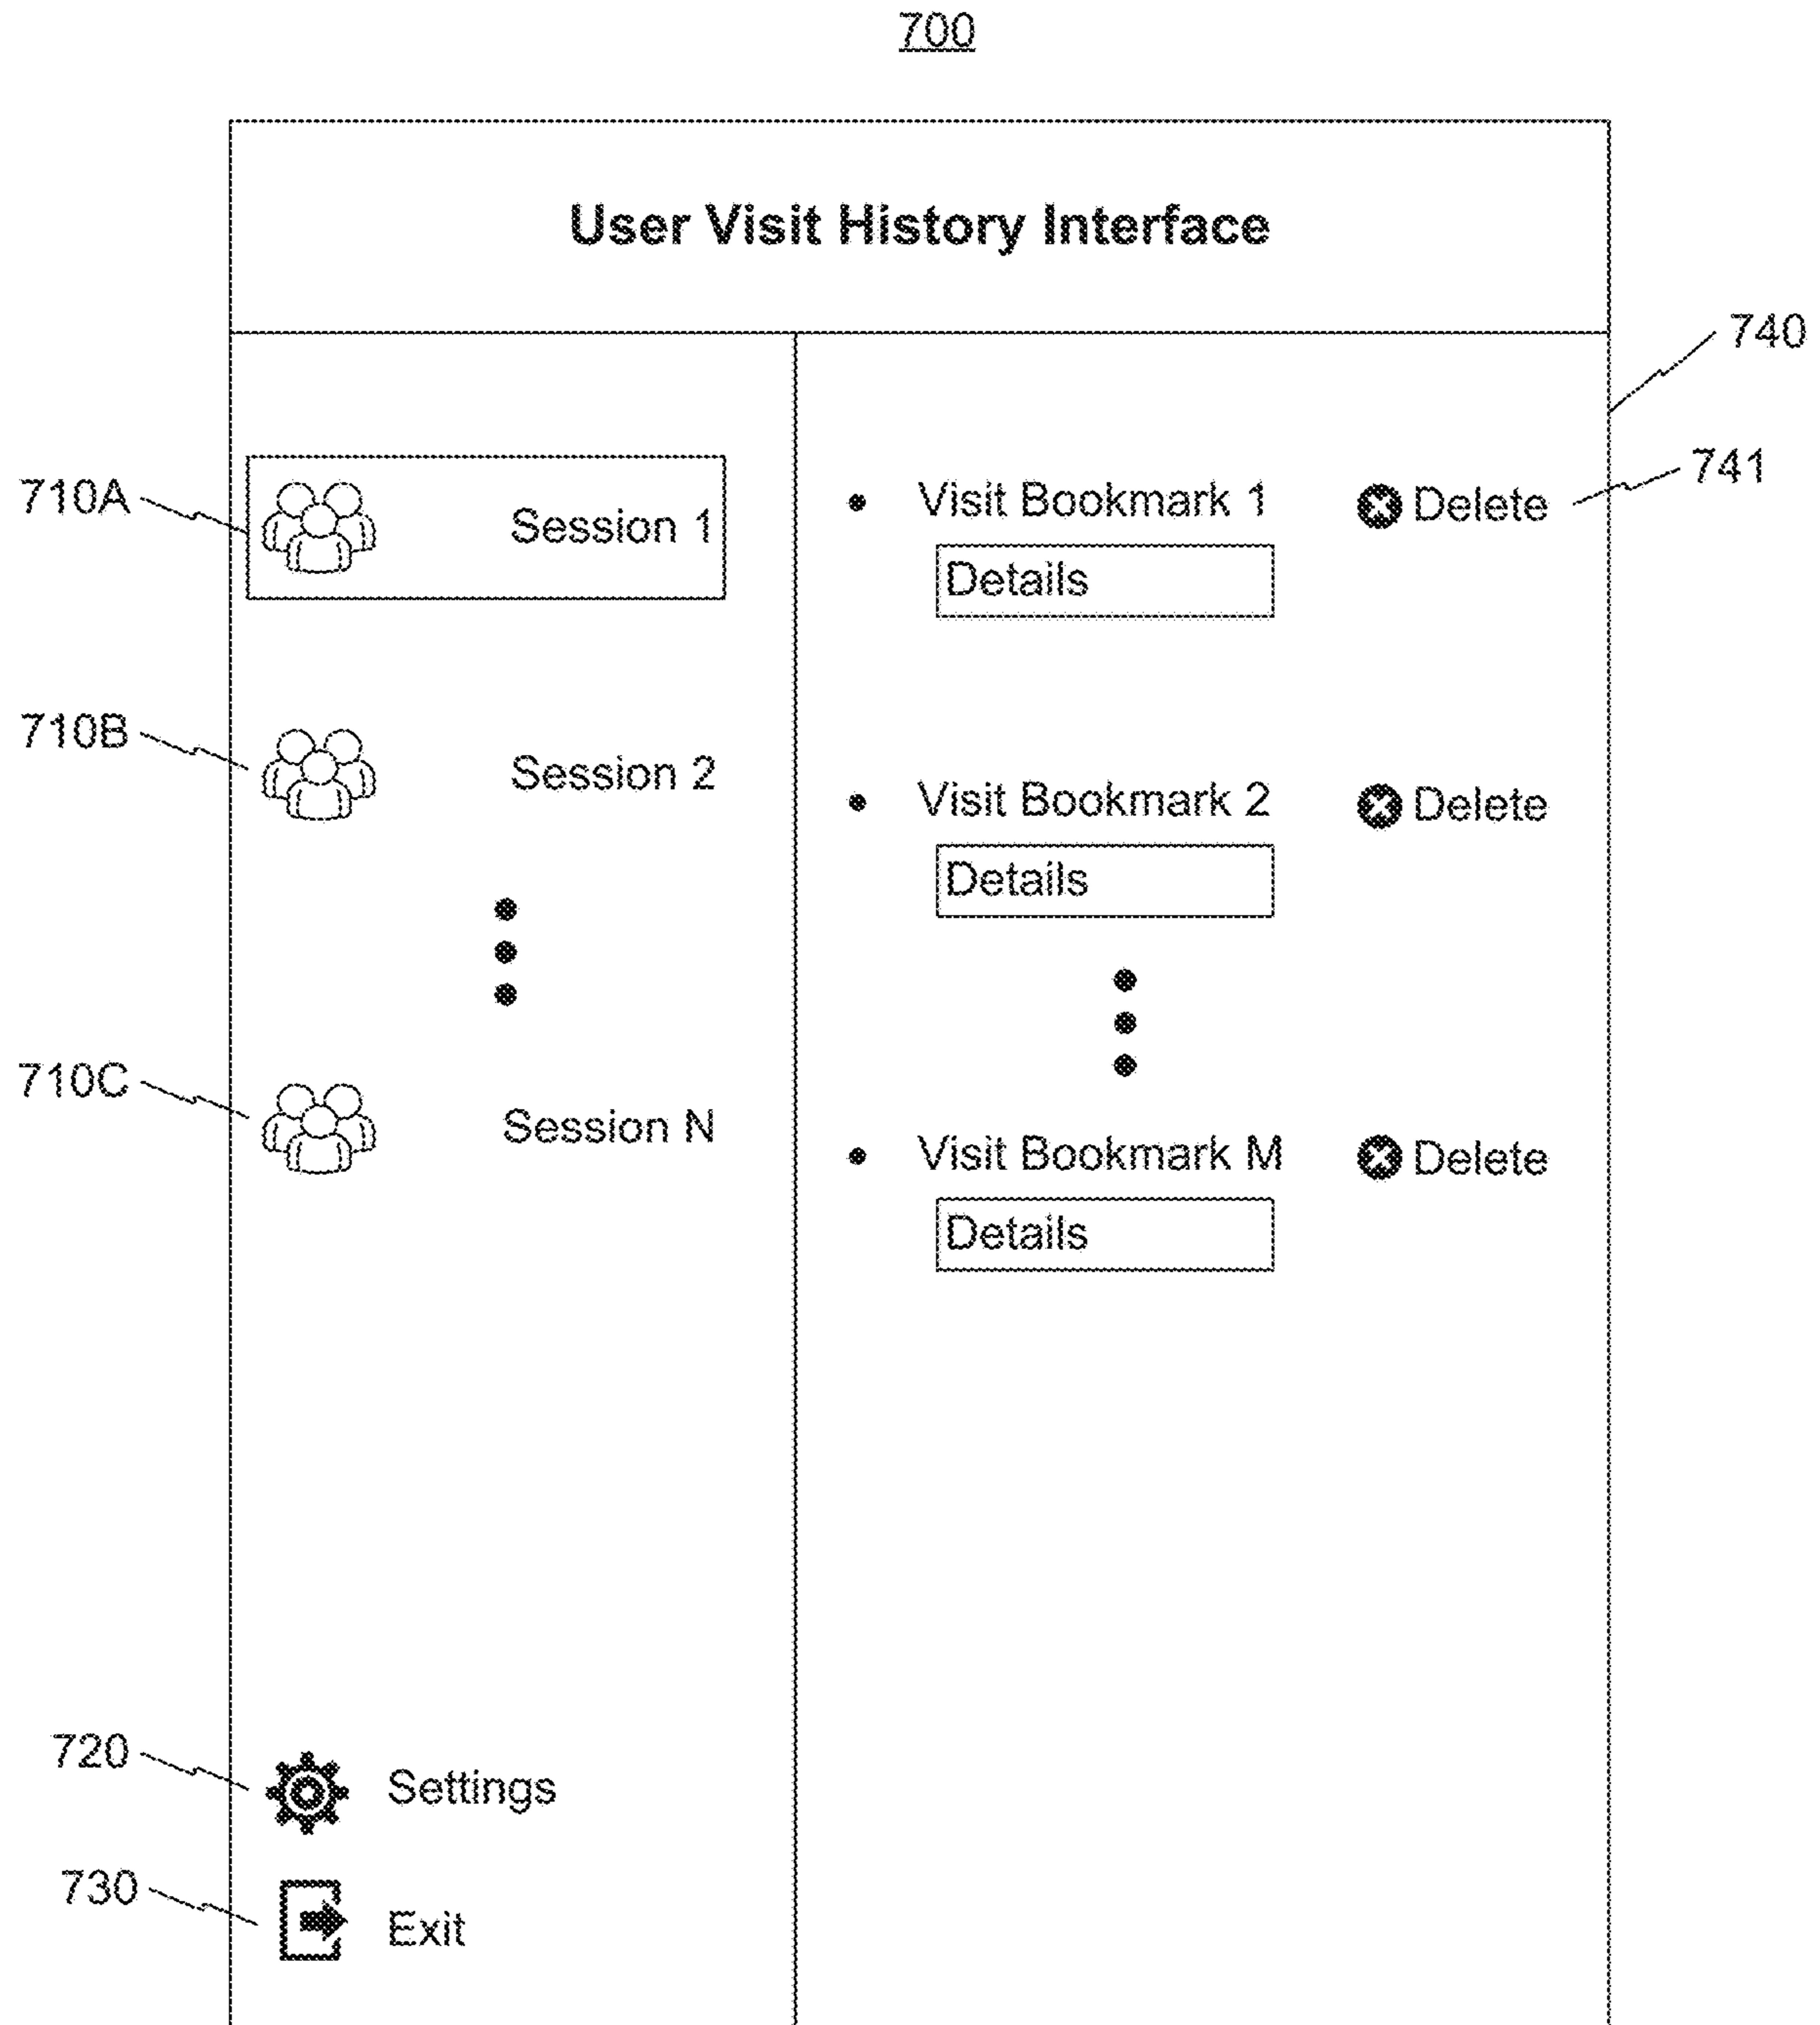 700
User Visit History Interface
740
710A
Session 1
Visit Bookmark 1
Delete
741
Details
710B
Session 2
Visit Bookmark 2
Delete
Details
710C
Session N
Visit Bookmark M
Delete
Details
720
Settings
730
Exit